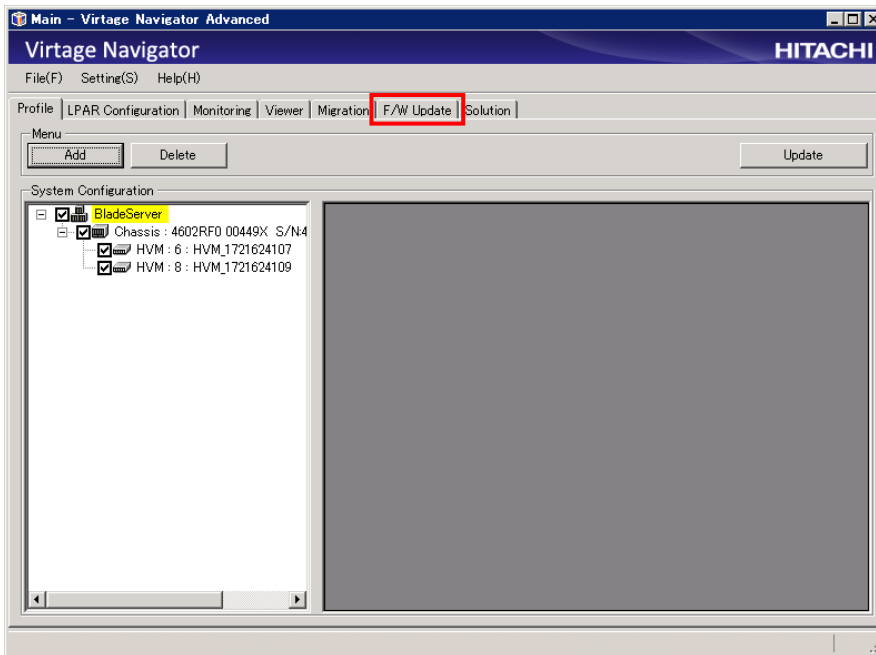 Main - Virtage Navigator Advanced
Virtage Navigator
HITACHI
File(F) Setting(S) Help(H)
Profile LPAR Configuration Monitoring Viewer Migration F/W Update Solution
Menu
Add Delete Update
System Configuration
BladeServer
Chassis : 4602RF0 00449X S/N:4
HVM : 6 : HVM_1721624107
HVM : 8 : HVM_1721624109